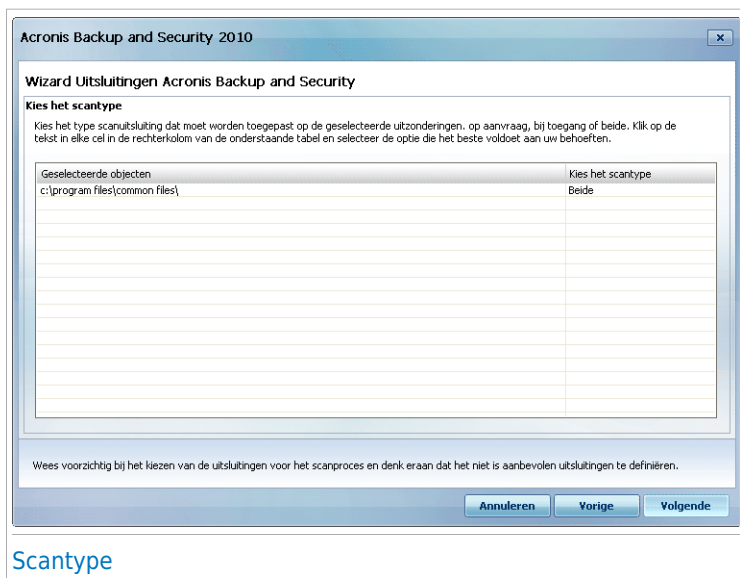 Acronis Backup and Security 2010
Wizard Uitsluitingen Acronis Backup and Security
Kies het scantype
Kies het type scanuitsluiting dat moet worden toegepast op de geselecteerde uitzonderingen. op aanvraag, bij toegang of beide. Klik op de
tekst in elke cel in de rechterkolom van de onderstaande tabel en selecteer de optie die het beste voldoet aan uw behoeften.
Geselecteerde objecten Kies het scantype
c:\program files\common files\ Beide
Wees voorzichtig bij het kiezen van de uitsluitingen voor het scanproces en denk eraan dat het niet is aanbevolen uitsluitingen te definiëren.
Annuleren Vorige Volgende
Scantype